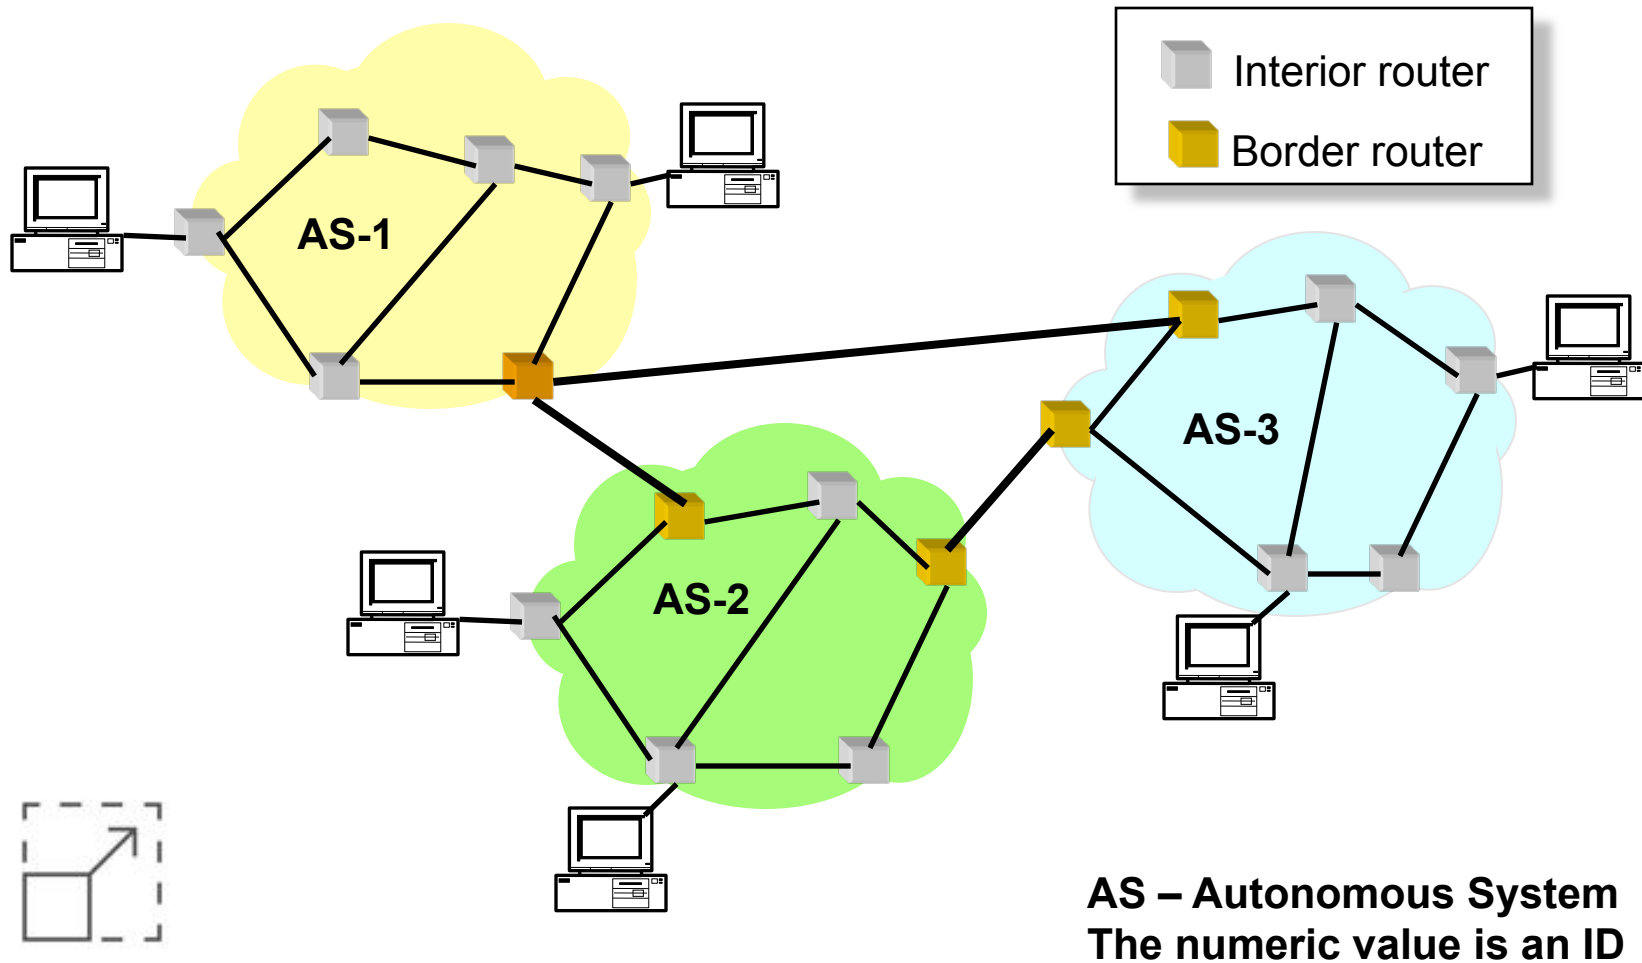 Interior router
Border router
AS-1
AS-3
AS-2
AS – Autonomous System
The numeric value is an ID